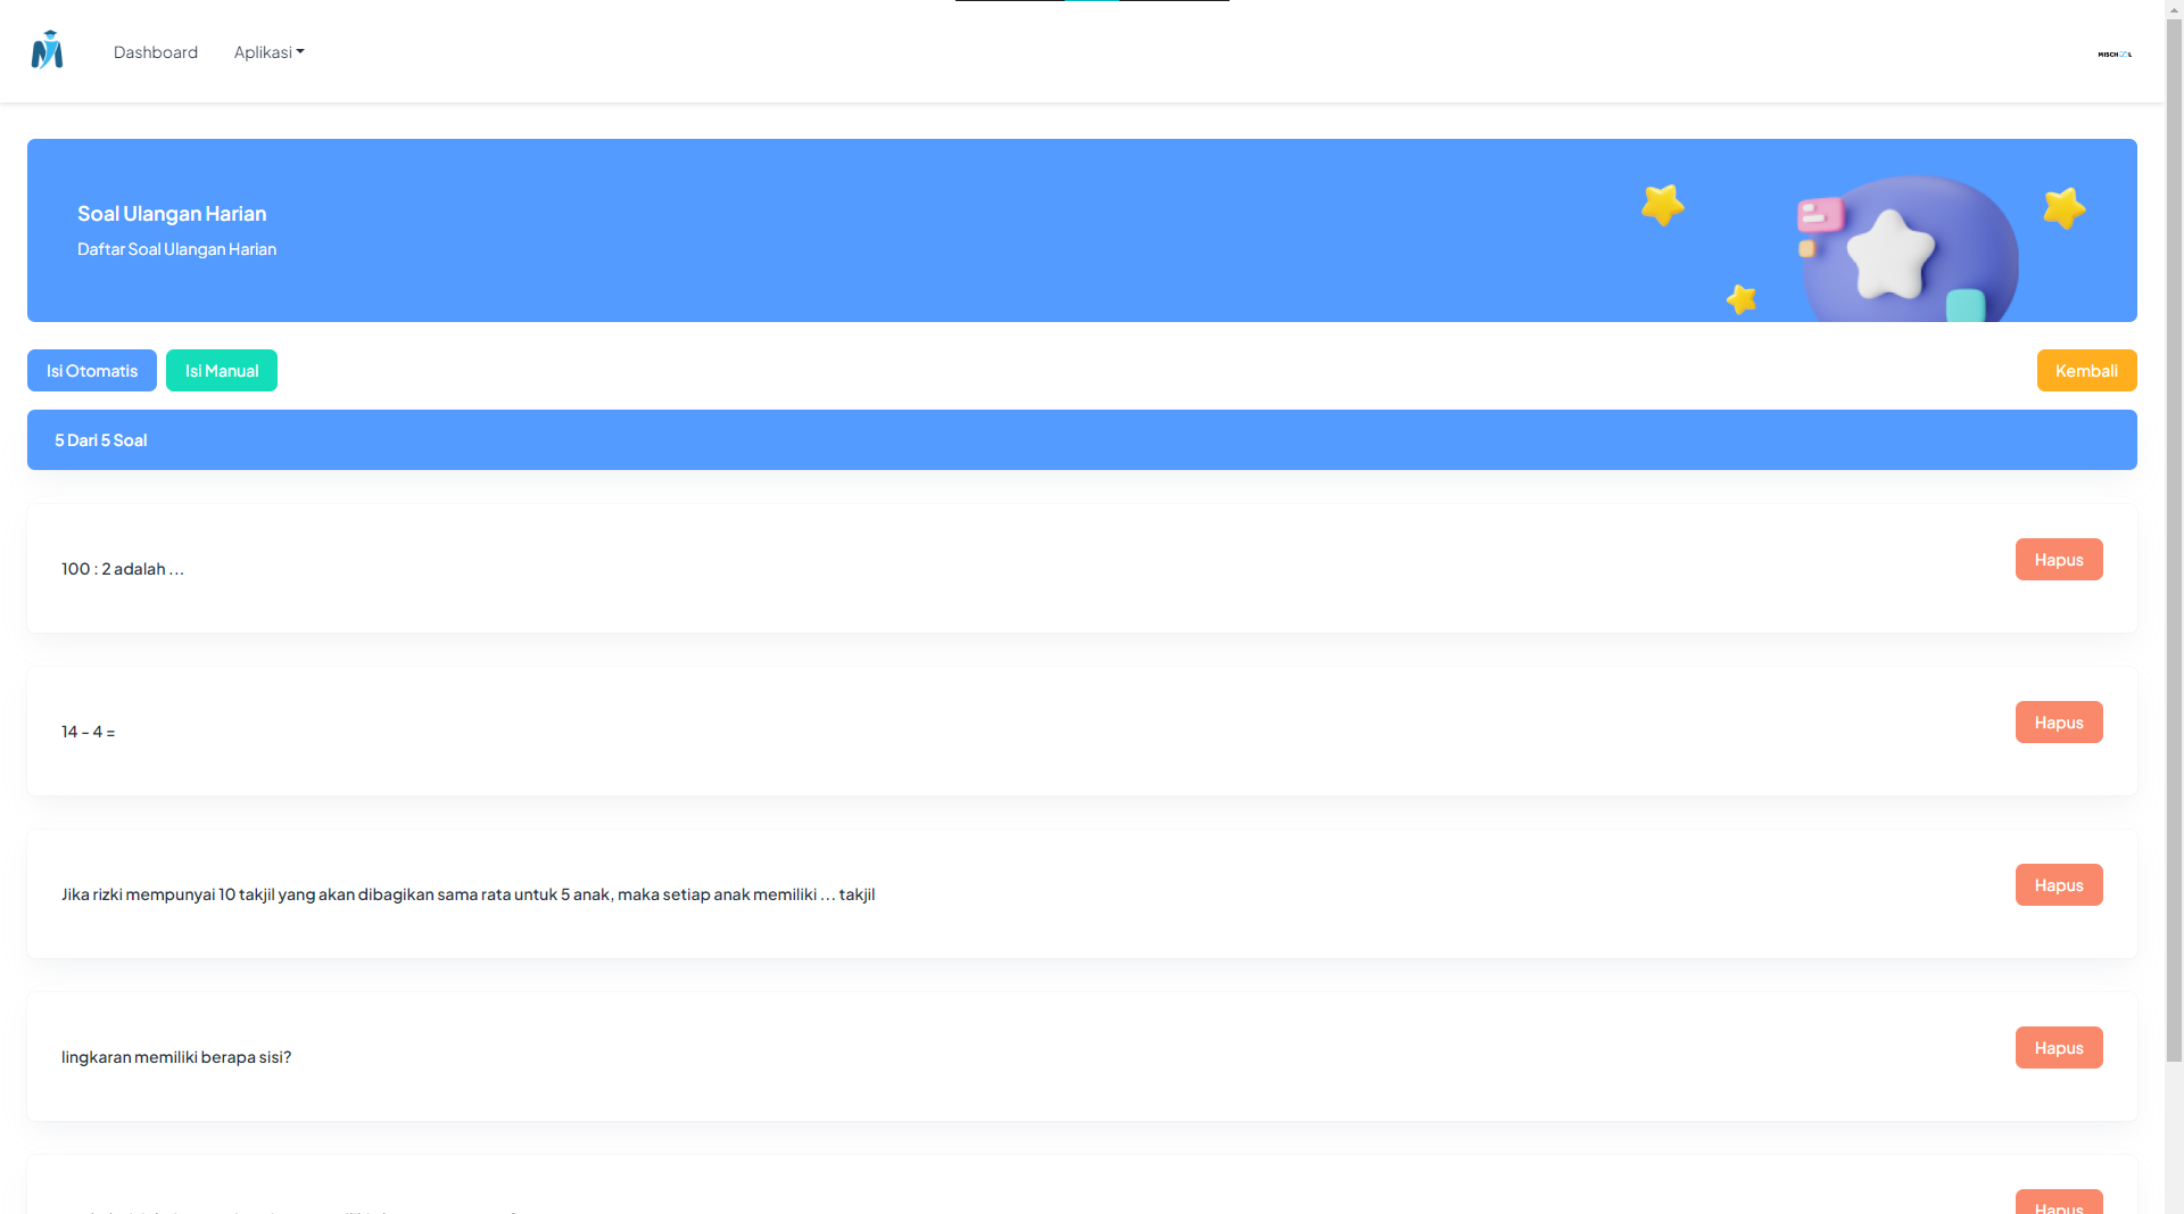 Dashboard
Aplikasi
MISCHOOL
Soal Ulangan Harian
Daftar Soal Ulangan Harian
Isi Otomatis
Isi Manual
Kembali
5 Dari 5 Soal
100 : 2 adalah ...
Hapus
14 - 4 =
Hapus
Jika rizki mempunyai 10 takjil yang akan dibagikan sama rata untuk 5 anak, maka setiap anak memiliki ... takjil
Hapus
lingkaran memiliki berapa sisi?
Hapus
Hapus